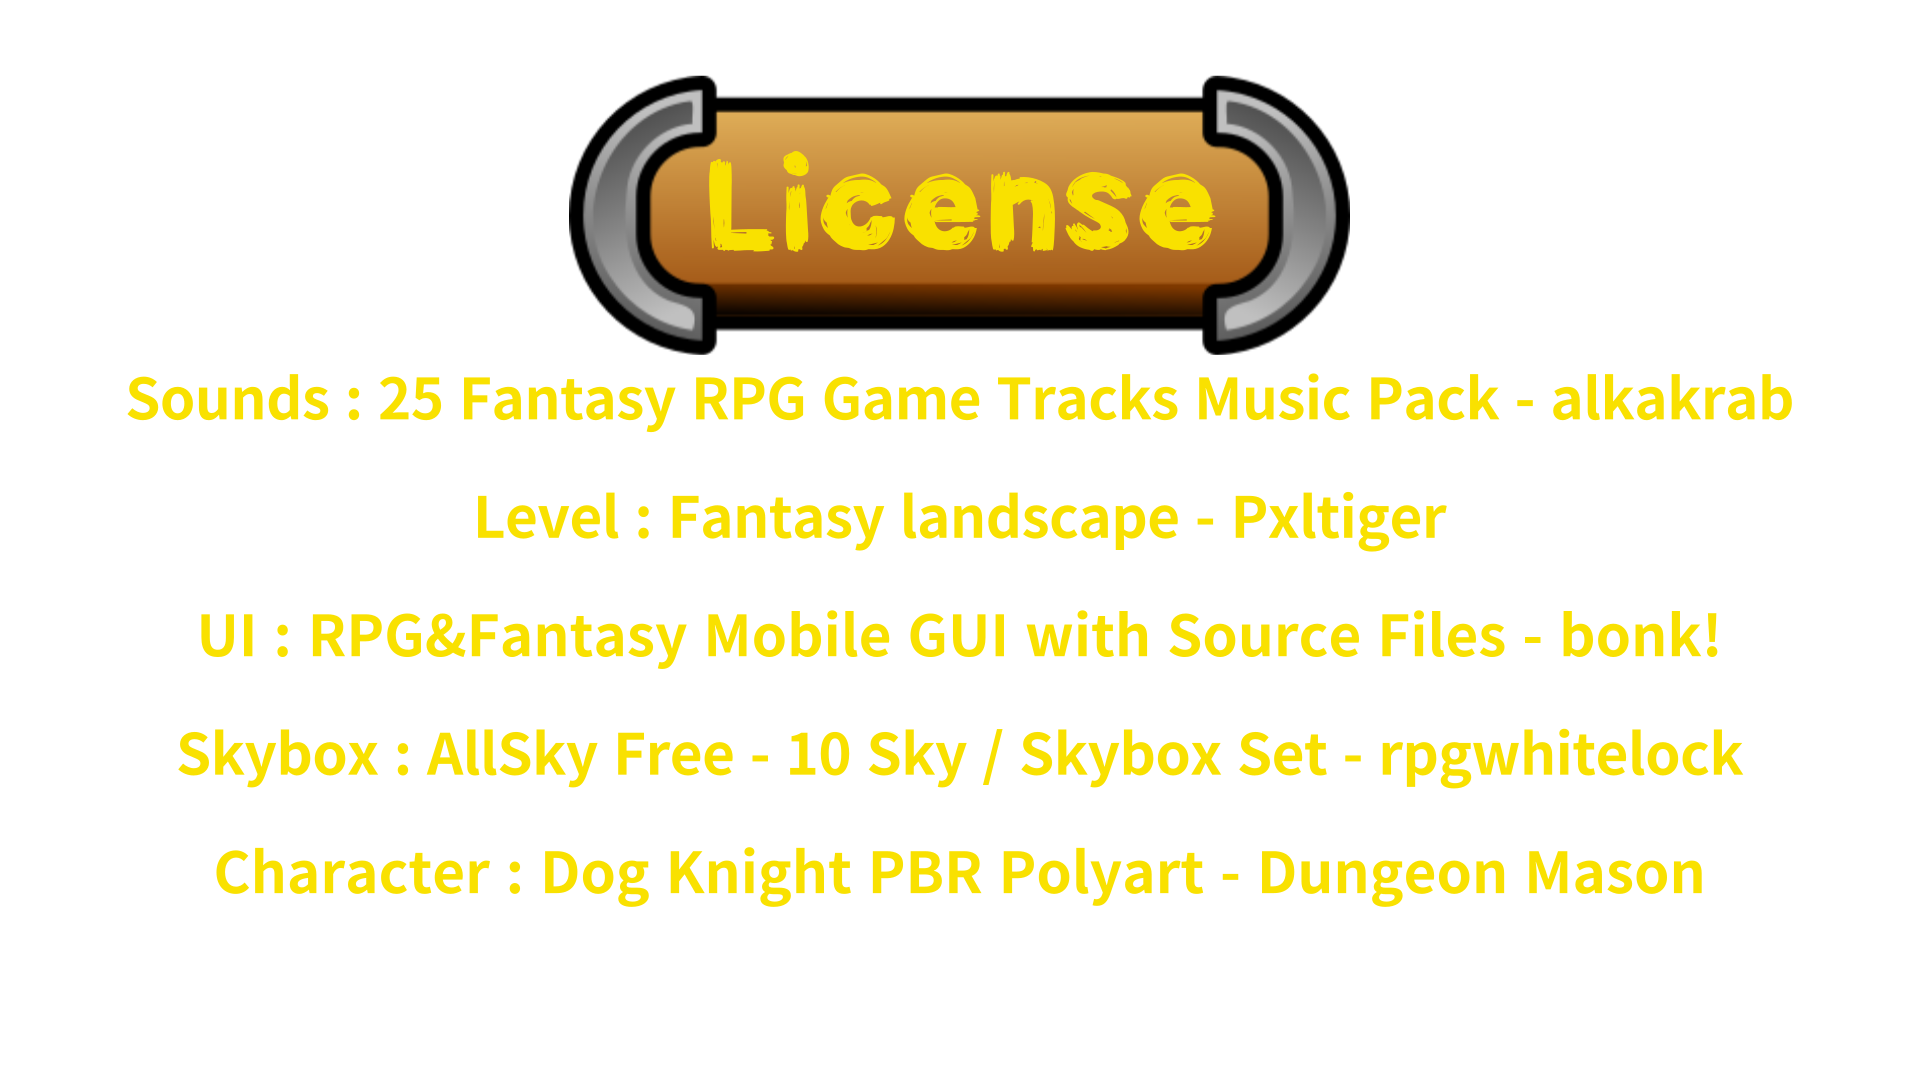 License
Sounds : 25 Fantasy RPG Game Tracks Music Pack - alkakrab
Level : Fantasy landscape - Pxltiger
UI : RPG&Fantasy Mobile GUI with Source Files - bonk!
Skybox : AllSky Free - 10 Sky / Skybox Set - rpgwhitelock
Character : Dog Knight PBR Polyart - Dungeon Mason